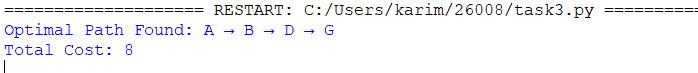 ==================== RESTART: C:/Users/karim/26008/task3.py ==========
Optimal Path Found: A → B → D → G
Total Cost: 8